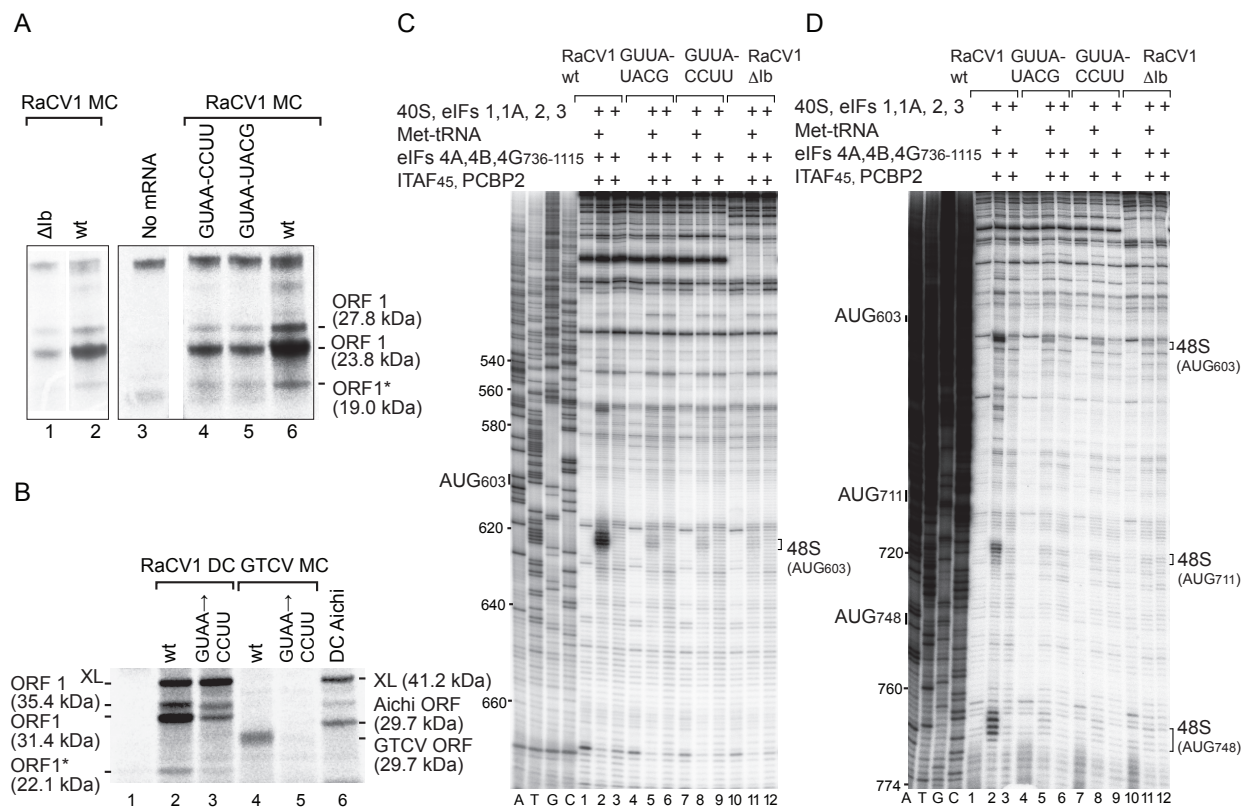 A
RaCV1 MC
RaCV1 MC
ΔIb
wt
No mRNA
GUAA-CCUU
GUAA-UACG
wt
ORF 1
(27.8 kDa)
ORF 1
(23.8 kDa)
ORF1*
(19.0 kDa)
1 2 3 4 5 6
B
RaCV1 DC GTCV MC
wt
GUAA→
CCUU
wt
GUAA→
CCUU
DC Aichi
XL
ORF 1
(35.4 kDa)
ORF1
(31.4 kDa)
ORF1*
(22.1 kDa)
XL (41.2 kDa)
Aichi ORF
(29.7 kDa)
GTCV ORF
(29.7 kDa)
1 2 3 4 5 6
C
RaCV1
wt
GUUA-
UACG
GUUA-
CCUU
RaCV1
ΔIb
40S, eIFs 1,1A, 2, 3 + + + + + + + +
Met-tRNA + + + +
eIFs 4A,4B,4G736-1115 + + + + + + + +
ITAF45, PCBP2 + + + + + + + +
540
560
580
AUG603
620
640
660
48S
(AUG603)
A T G C 1 2 3 4 5 6 7 8 9 10 11 12
D
RaCV1
wt
GUUA-
UACG
GUUA-
CCUU
RaCV1
ΔIb
40S, eIFs 1,1A, 2, 3 + + + + + + + +
Met-tRNA + + + +
eIFs 4A,4B,4G736-1115 + + + + + + + +
ITAF45, PCBP2 + + + + + + + +
AUG603
AUG711
720
AUG748
760
774
48S
(AUG603)
48S
(AUG711)
48S
(AUG748)
A T G C 1 2 3 4 5 6 7 8 9 10 11 12